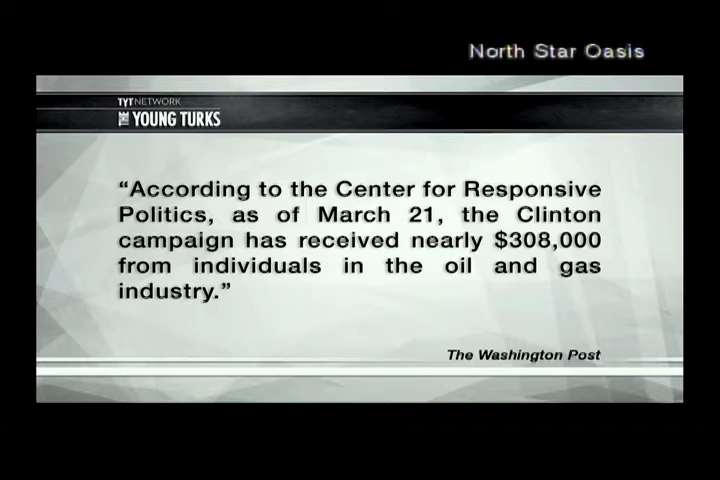 North Star Oasis
TYT NETWORK
THE YOUNG TURKS
“According to the Center for Responsive
Politics, as of March 21, the Clinton
campaign has received nearly $308,000
from individuals in the oil and gas
industry.”
The Washington Post